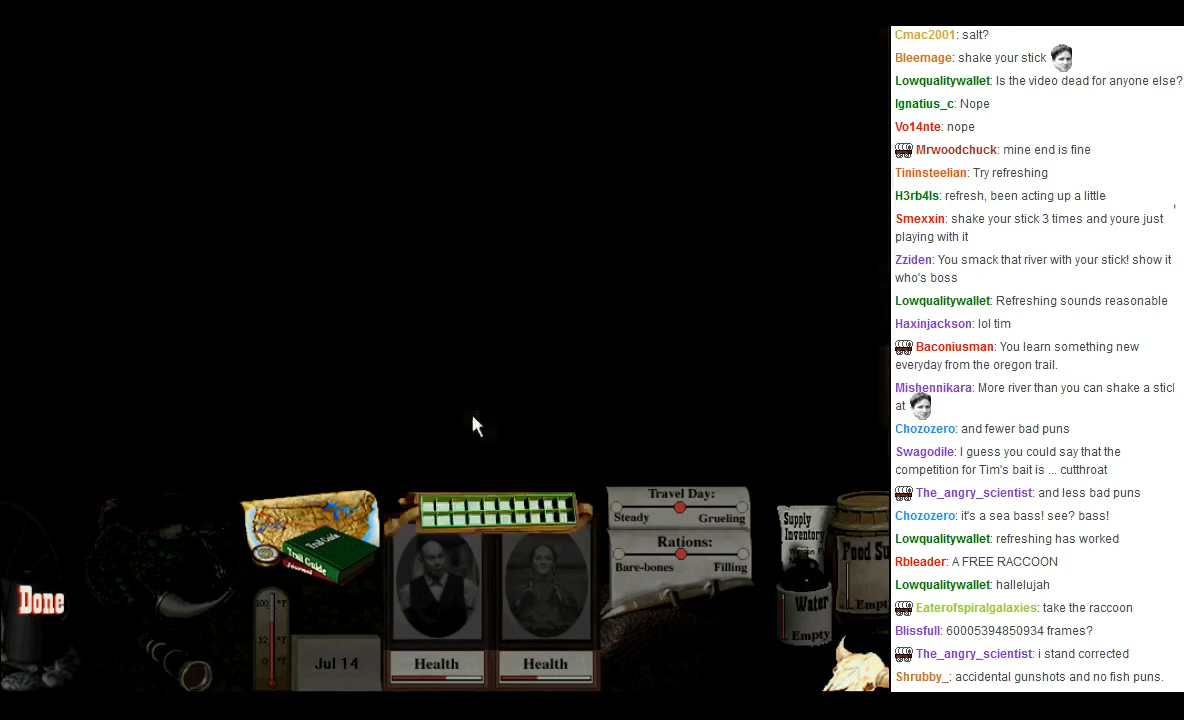 Cmac2001: salt?
Bleemage: shake your stick
Lowqualitywallet: Is the video dead for anyone else?
Ignatius_c: Nope
Vo14nte: nope
Mrwoodchuck: mine end is fine
Tininsteelian: Try refreshing
H3rb4ls: refresh, been acting up a little
Smexxin: shake your stick 3 times and youre just
playing with it
Zziden: You smack that river with your stick! show it
who's boss
Lowqualitywallet: Refreshing sounds reasonable
Haxinjackson: lol tim
Baconiusman: You learn something new
everyday from the oregon trail.
Mishennikara: More river than you can shake a stick
at
Chozozero: and fewer bad puns
Swagodile: I guess you could say that the
competition for Tim's bait is ... cutthroat
The_angry_scientist: and less bad puns
Chozozero: it's a sea bass! see? bass!
Lowqualitywallet: refreshing has worked
Rbleader: A FREE RACCOON
Lowqualitywallet: hallelujah
Eaterofspiralgalaxies: take the raccoon
Blissfull: 60005394850934 frames?
The_angry_scientist: i stand corrected
Shrubby_: accidental gunshots and no fish puns.
Done
Trail Guide
Trail Guide
Journal
100 °F
32 °F
0 °F
Jul 14
Health
Health
Travel Day:
Steady Grueling
Rations:
Bare-bones Filling
Supply
Inventory
Water
Empty
Food Su
Empt